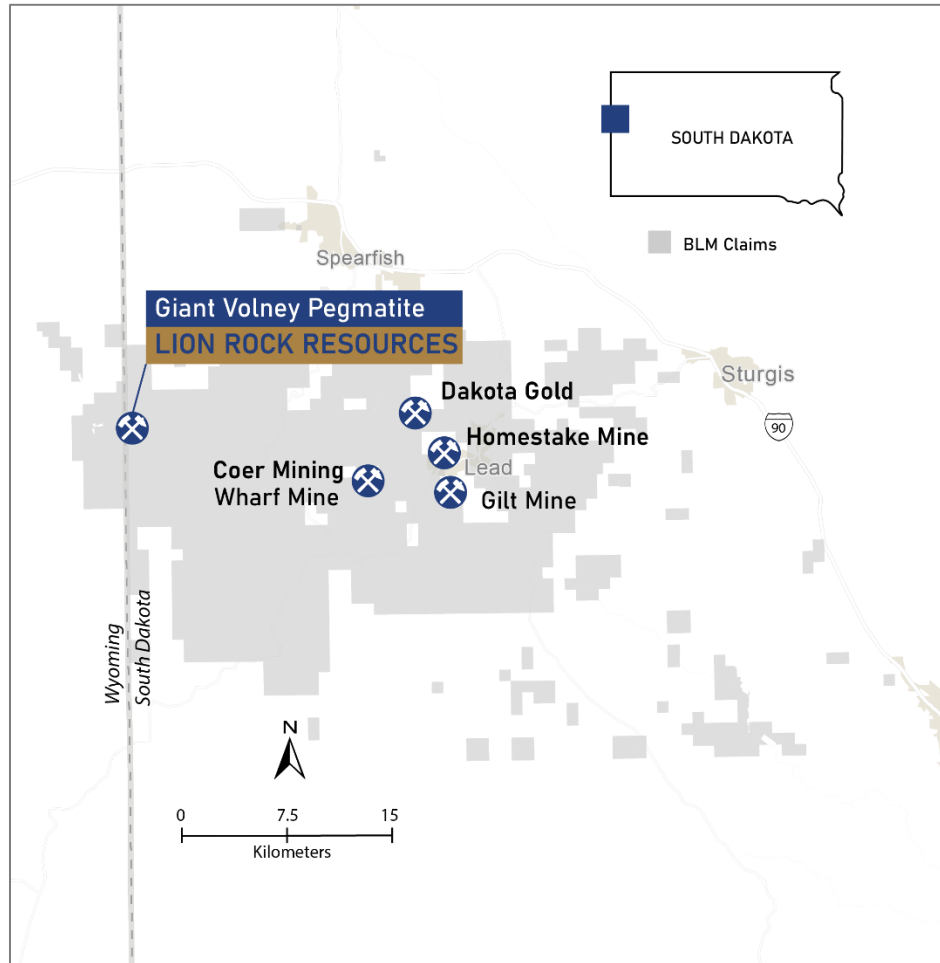 SOUTH DAKOTA
BLM Claims
Spearfish
Giant Volney Pegmatite
LION ROCK RESOURCES
Sturgis
90
Dakota Gold
Homestake Mine
Lead
Coer Mining
Wharf Mine
Gilt Mine
Wyoming
South Dakota
N
0 7.5 15
Kilometers